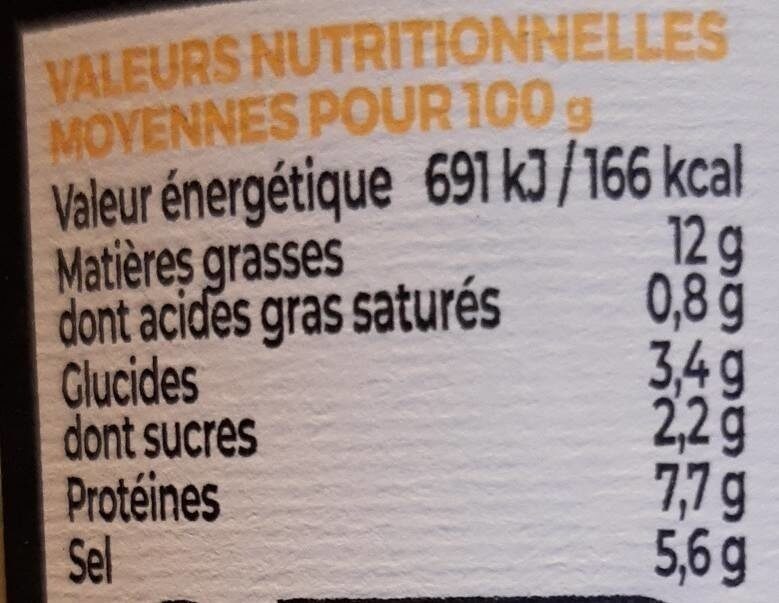 VALEURS NUTRITIONNELLES
MOYENNES POUR 100 g
Valeur énergétique 691 kJ / 166 kcal
Matières grasses 12 g
dont acides gras saturés 0,8 g
Glucides 3,4 g
dont sucres 2,2 g
Protéines 7,7 g
Sel 5,6 g